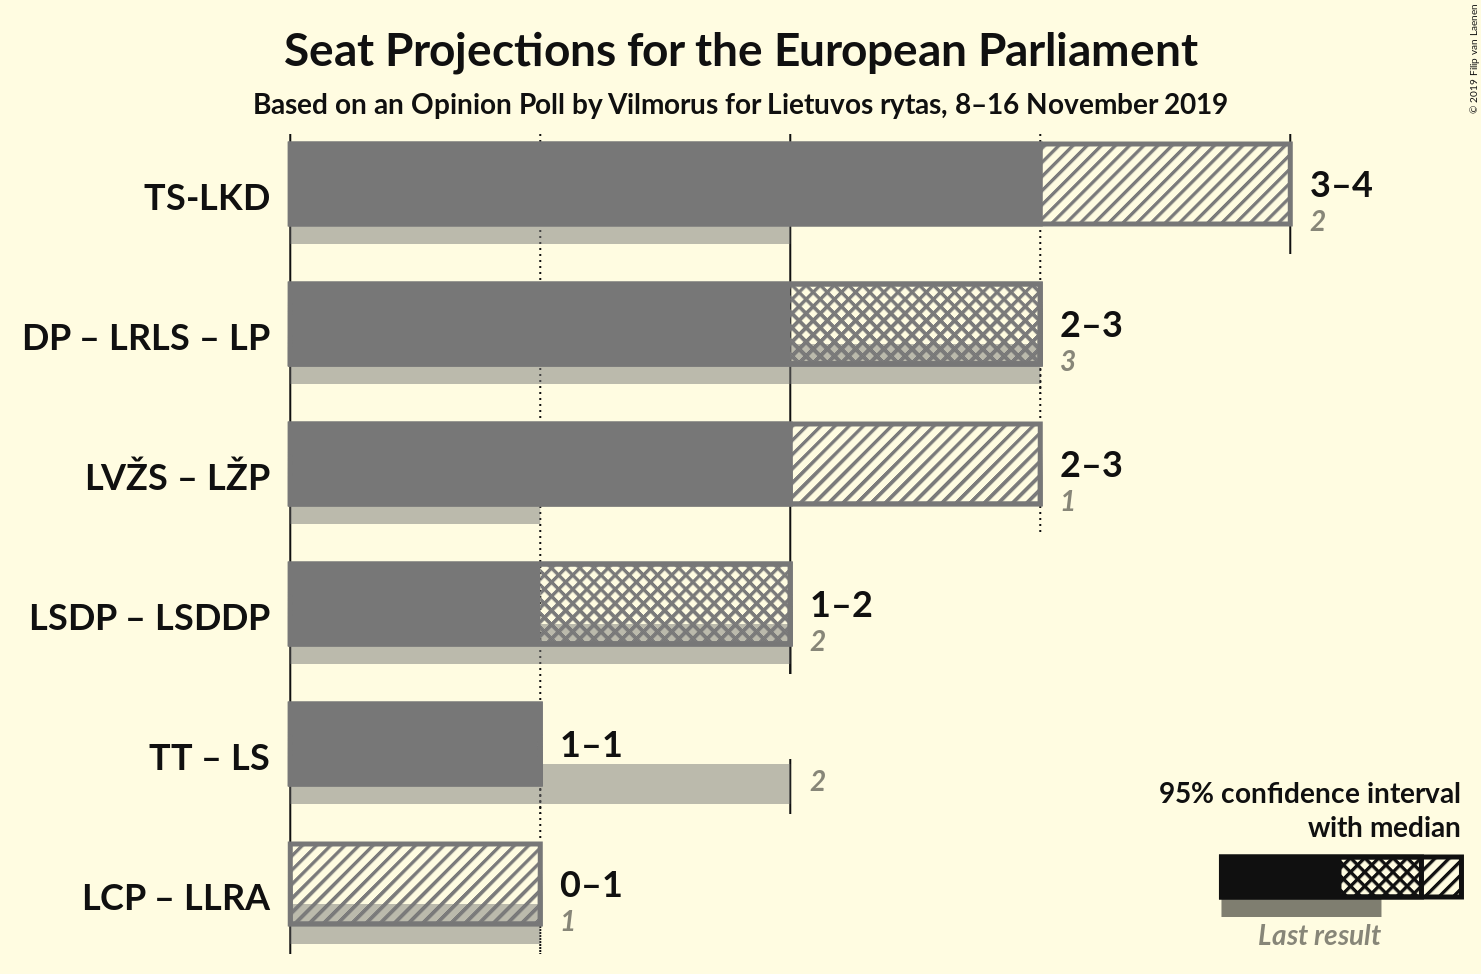 Seat Projections for the European Parliament
Based on an Opinion Poll by Vilmorus for Lietuvos rytas, 8–16 November 2019
© 2019 Filip van Laenen
TS-LKD
3–4
2
DP – LRLS – LP
2–3
3
LVŽS – LŽP
2–3
1
LSDP – LSDDP
1–2
2
TT – LS
1–1
2
LCP – LLRA
0–1
1
95% confidence interval
with median
Last result